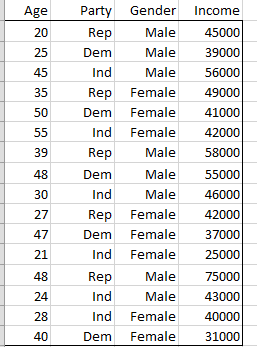 Age Party Gender Income
20 Rep Male 45000
25 Dem Male 39000
45 Ind Male 56000
35 Rep Female 49000
50 Dem Female 41000
55 Ind Female 42000
39 Rep Male 58000
48 Dem Male 55000
30 Ind Male 46000
27 Rep Female 42000
47 Dem Female 37000
21 Ind Female 25000
48 Rep Male 75000
24 Ind Male 43000
28 Ind Female 40000
40 Dem Female 31000